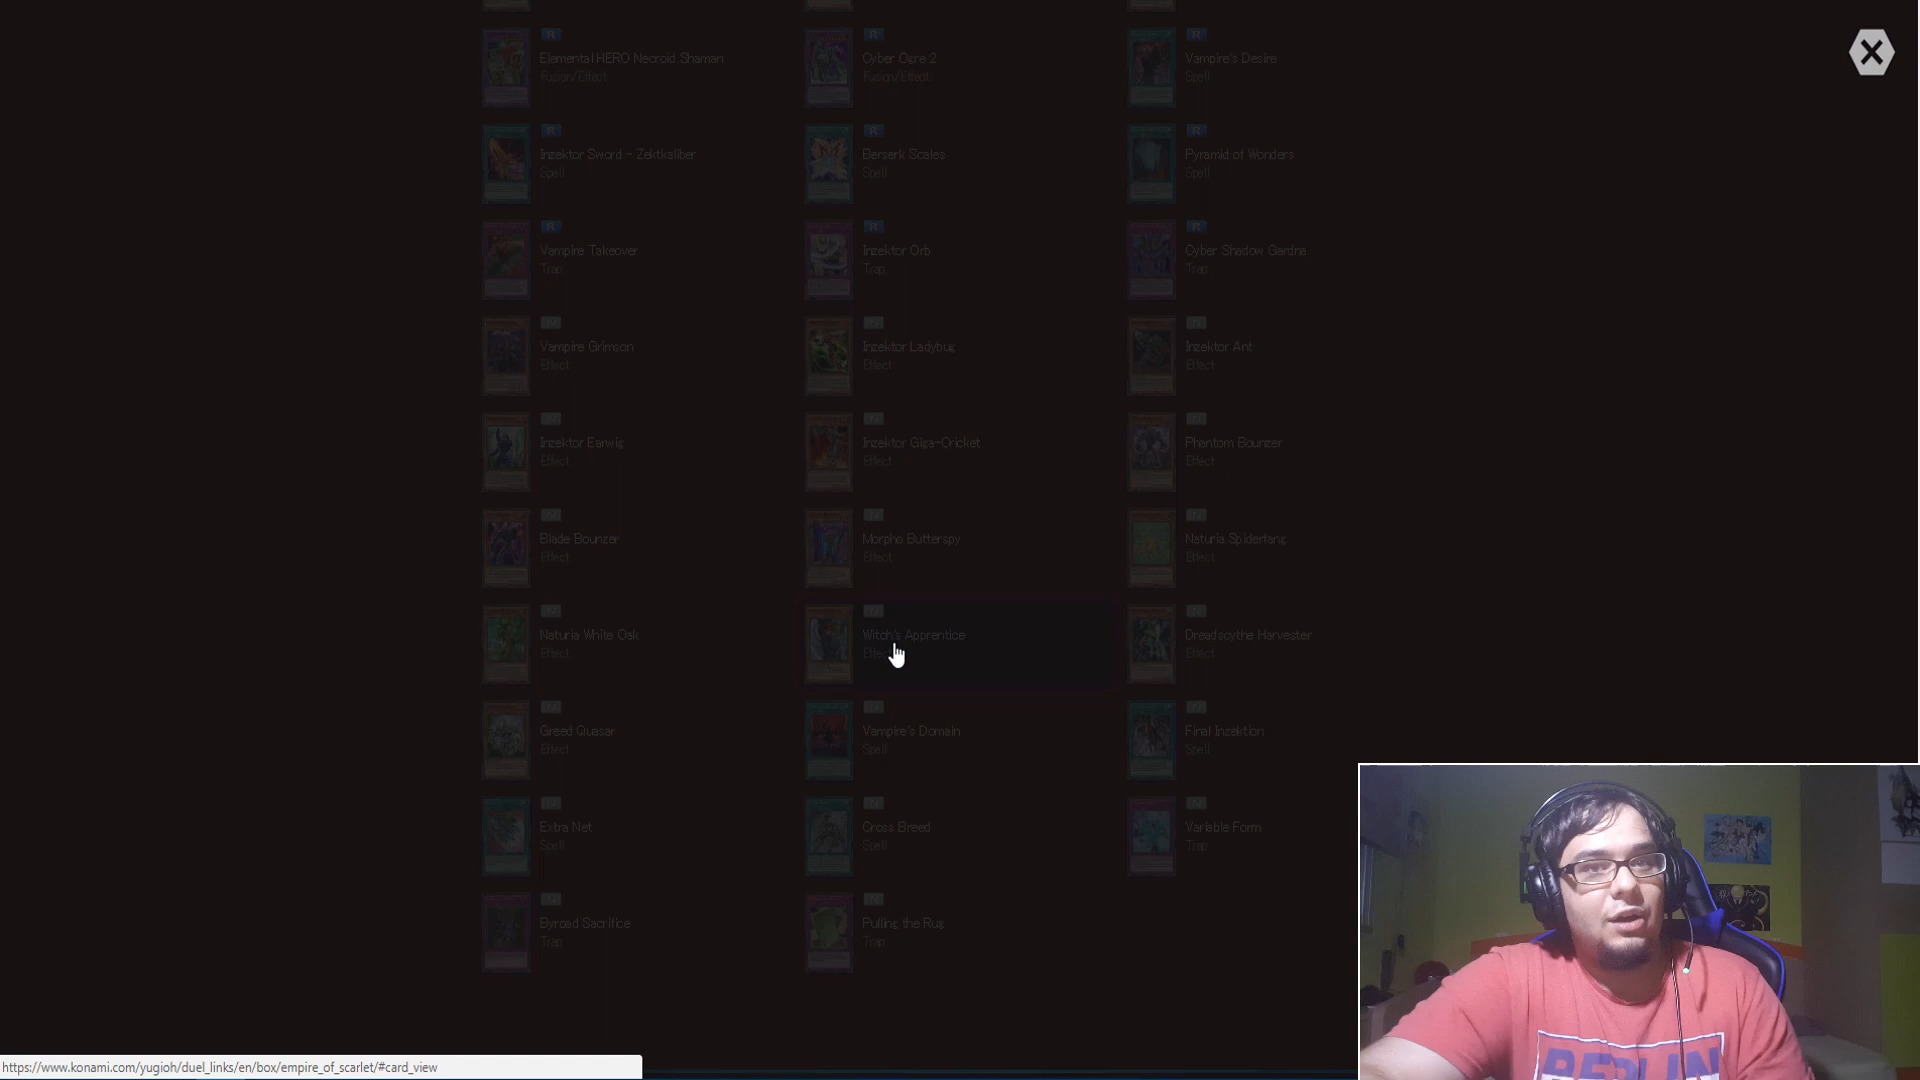 R R R
Elemental HERO Necroid Shaman Cyber Ogre 2 Vampire's Desire
Fusion/Effect Fusion/Effect Spell
R R R
Inzektor Sword - Zektkaliber Berserk Scales Pyramid of Wonders
Spell Spell Spell
R R R
Vampire Takeover Inzektor Orb Cyber Shadow Gardna
Trap Trap Trap
N N N
Vampire Grimson Inzektor Ladybug Inzektor Ant
Effect Effect Effect
N N N
Inzektor Earwig Inzektor Giga-Cricket Phantom Bounzer
Effect Effect Effect
N N N
Blade Bounzer Morpho Butterspy Naturia Spiderfang
Effect Effect Effect
N N N
Naturia White Oak Witch's Apprentice Dreadscythe Harvester
Effect Effect Effect
N N N
Greed Quasar Vampire's Domain Final Inzektion
Effect Spell Spell
N N N
Extra Net Cross Breed Variable Form
Spell Spell Trap
N N
Byroad Sacrifice Pulling the Rug
Trap Trap
BERLIN
https://www.konami.com/yugioh/duel_links/en/box/empire_of_scarlet/#card_view